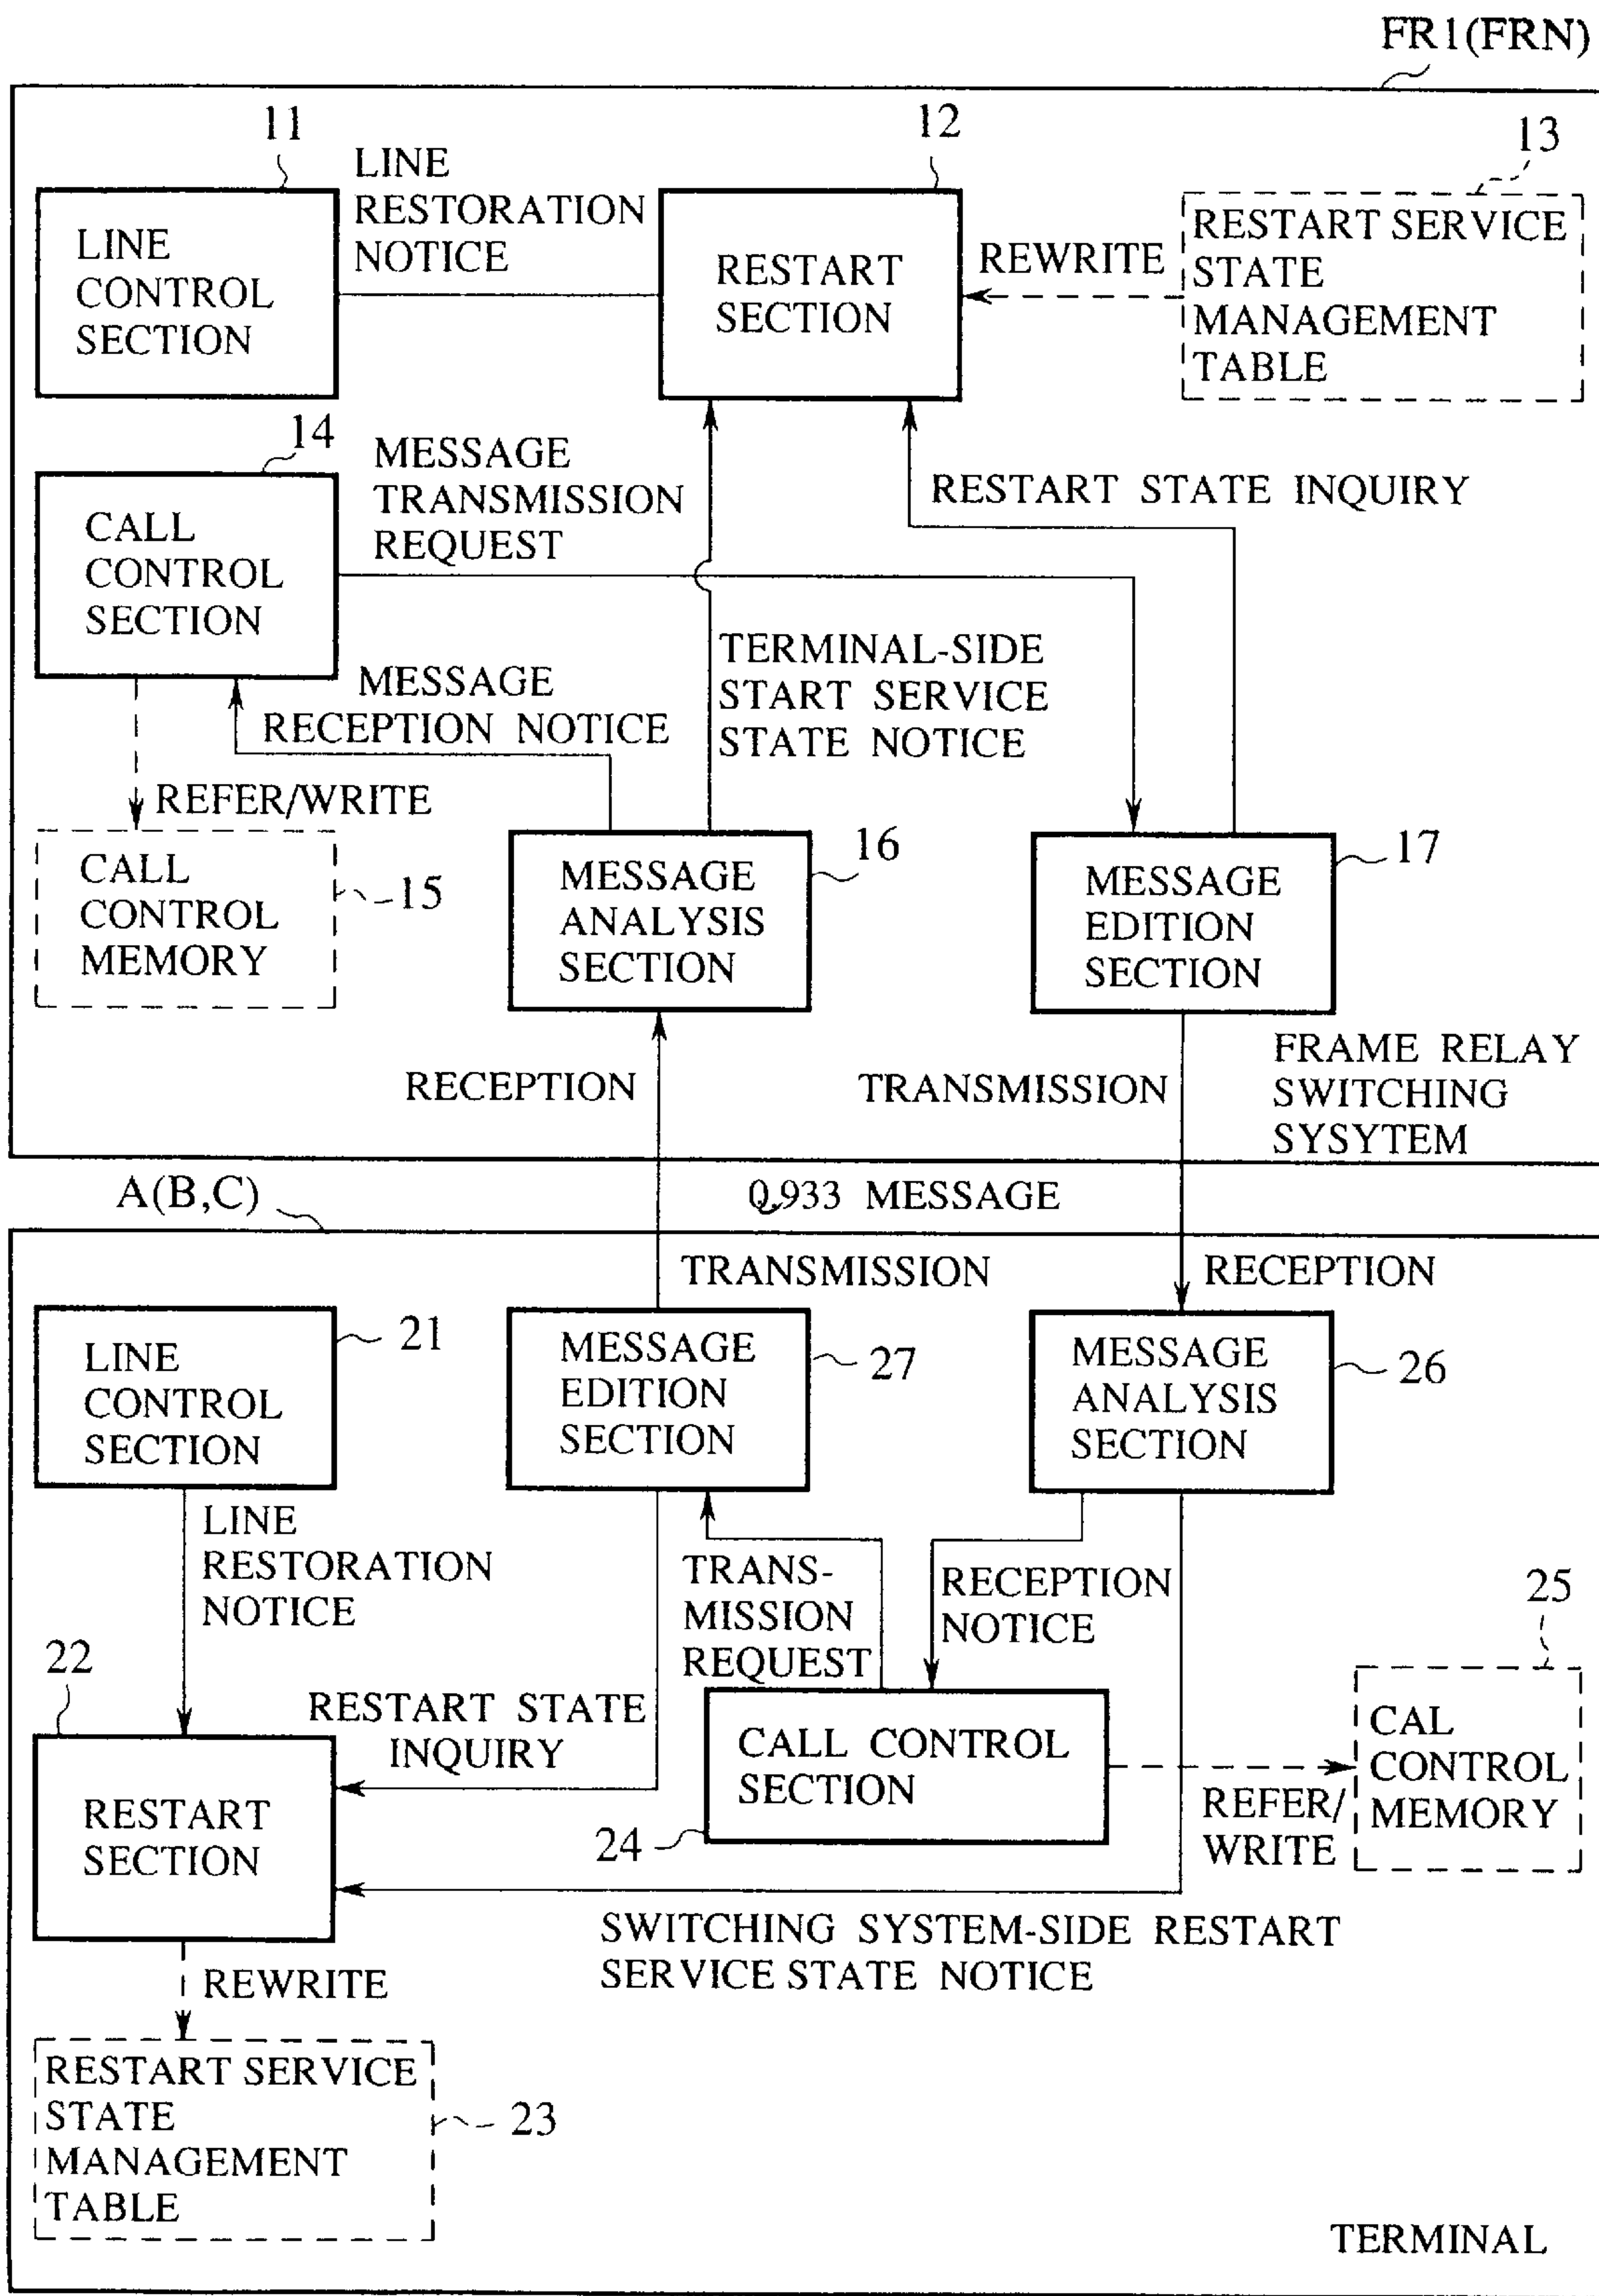 FR1(FRN)
11
12
13
LINE
RESTORATION
NOTICE
LINE
CONTROL
SECTION
RESTART
SECTION
REWRITE
RESTART SERVICE
STATE
MANAGEMENT
TABLE
14
MESSAGE
TRANSMISSION
REQUEST
RESTART STATE INQUIRY
CALL
CONTROL
SECTION
TERMINAL-SIDE
START SERVICE
STATE NOTICE
MESSAGE
RECEPTION NOTICE
REFER/WRITE
CALL
CONTROL
MEMORY
15
MESSAGE
ANALYSIS
SECTION
16
MESSAGE
EDITION
SECTION
17
RECEPTION
TRANSMISSION
FRAME RELAY
SWITCHING
SYSYTEM
A(B,C)
Q.933 MESSAGE
TRANSMISSION
RECEPTION
LINE
CONTROL
SECTION
21
MESSAGE
EDITION
SECTION
27
MESSAGE
ANALYSIS
SECTION
26
LINE
RESTORATION
NOTICE
TRANS-
MISSION
REQUEST
RECEPTION
NOTICE
25
22
RESTART STATE
INQUIRY
CALL CONTROL
SECTION
24
CAL
CONTROL
MEMORY
REFER/
WRITE
RESTART
SECTION
SWITCHING SYSTEM-SIDE RESTART
SERVICE STATE NOTICE
REWRITE
RESTART SERVICE
STATE
MANAGEMENT
TABLE
23
TERMINAL